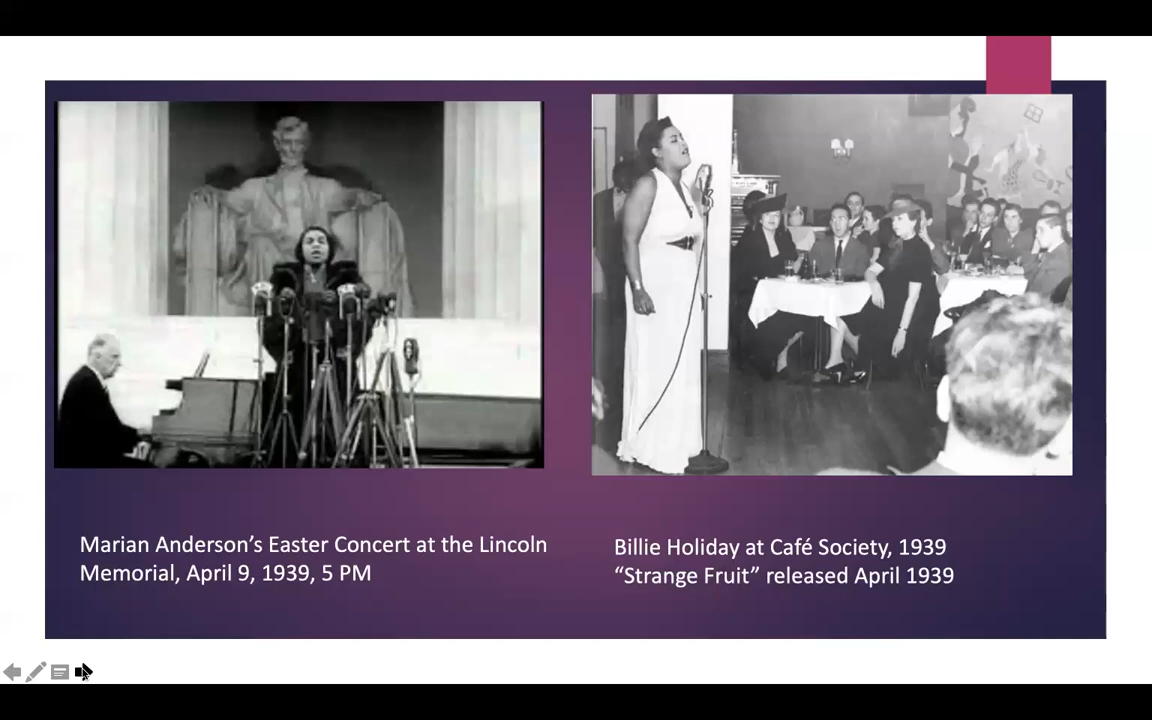 Marian Anderson’s Easter Concert at the Lincoln
Memorial, April 9, 1939, 5 PM
Billie Holiday at Café Society, 1939
“Strange Fruit” released April 1939